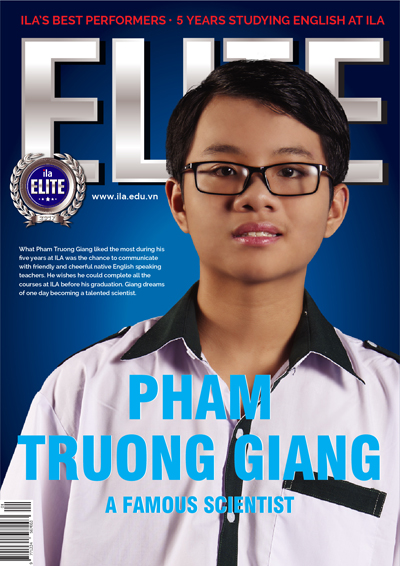 ILA'S BEST PERFORMERS • 5 YEARS STUDYING ENGLISH AT ILA
ELITE
ila
ELITE
www.ila.edu.vn
What Pham Truong Giang liked the most during his
five years at ILA was the chance to communicate
with friendly and cheerful native English speaking
teachers. He wishes he could complete all the
courses at ILA before his graduation. Giang dreams
of one day becoming a talented scientist.
PHAM
TRUONG GIANG
A FAMOUS SCIENTIST